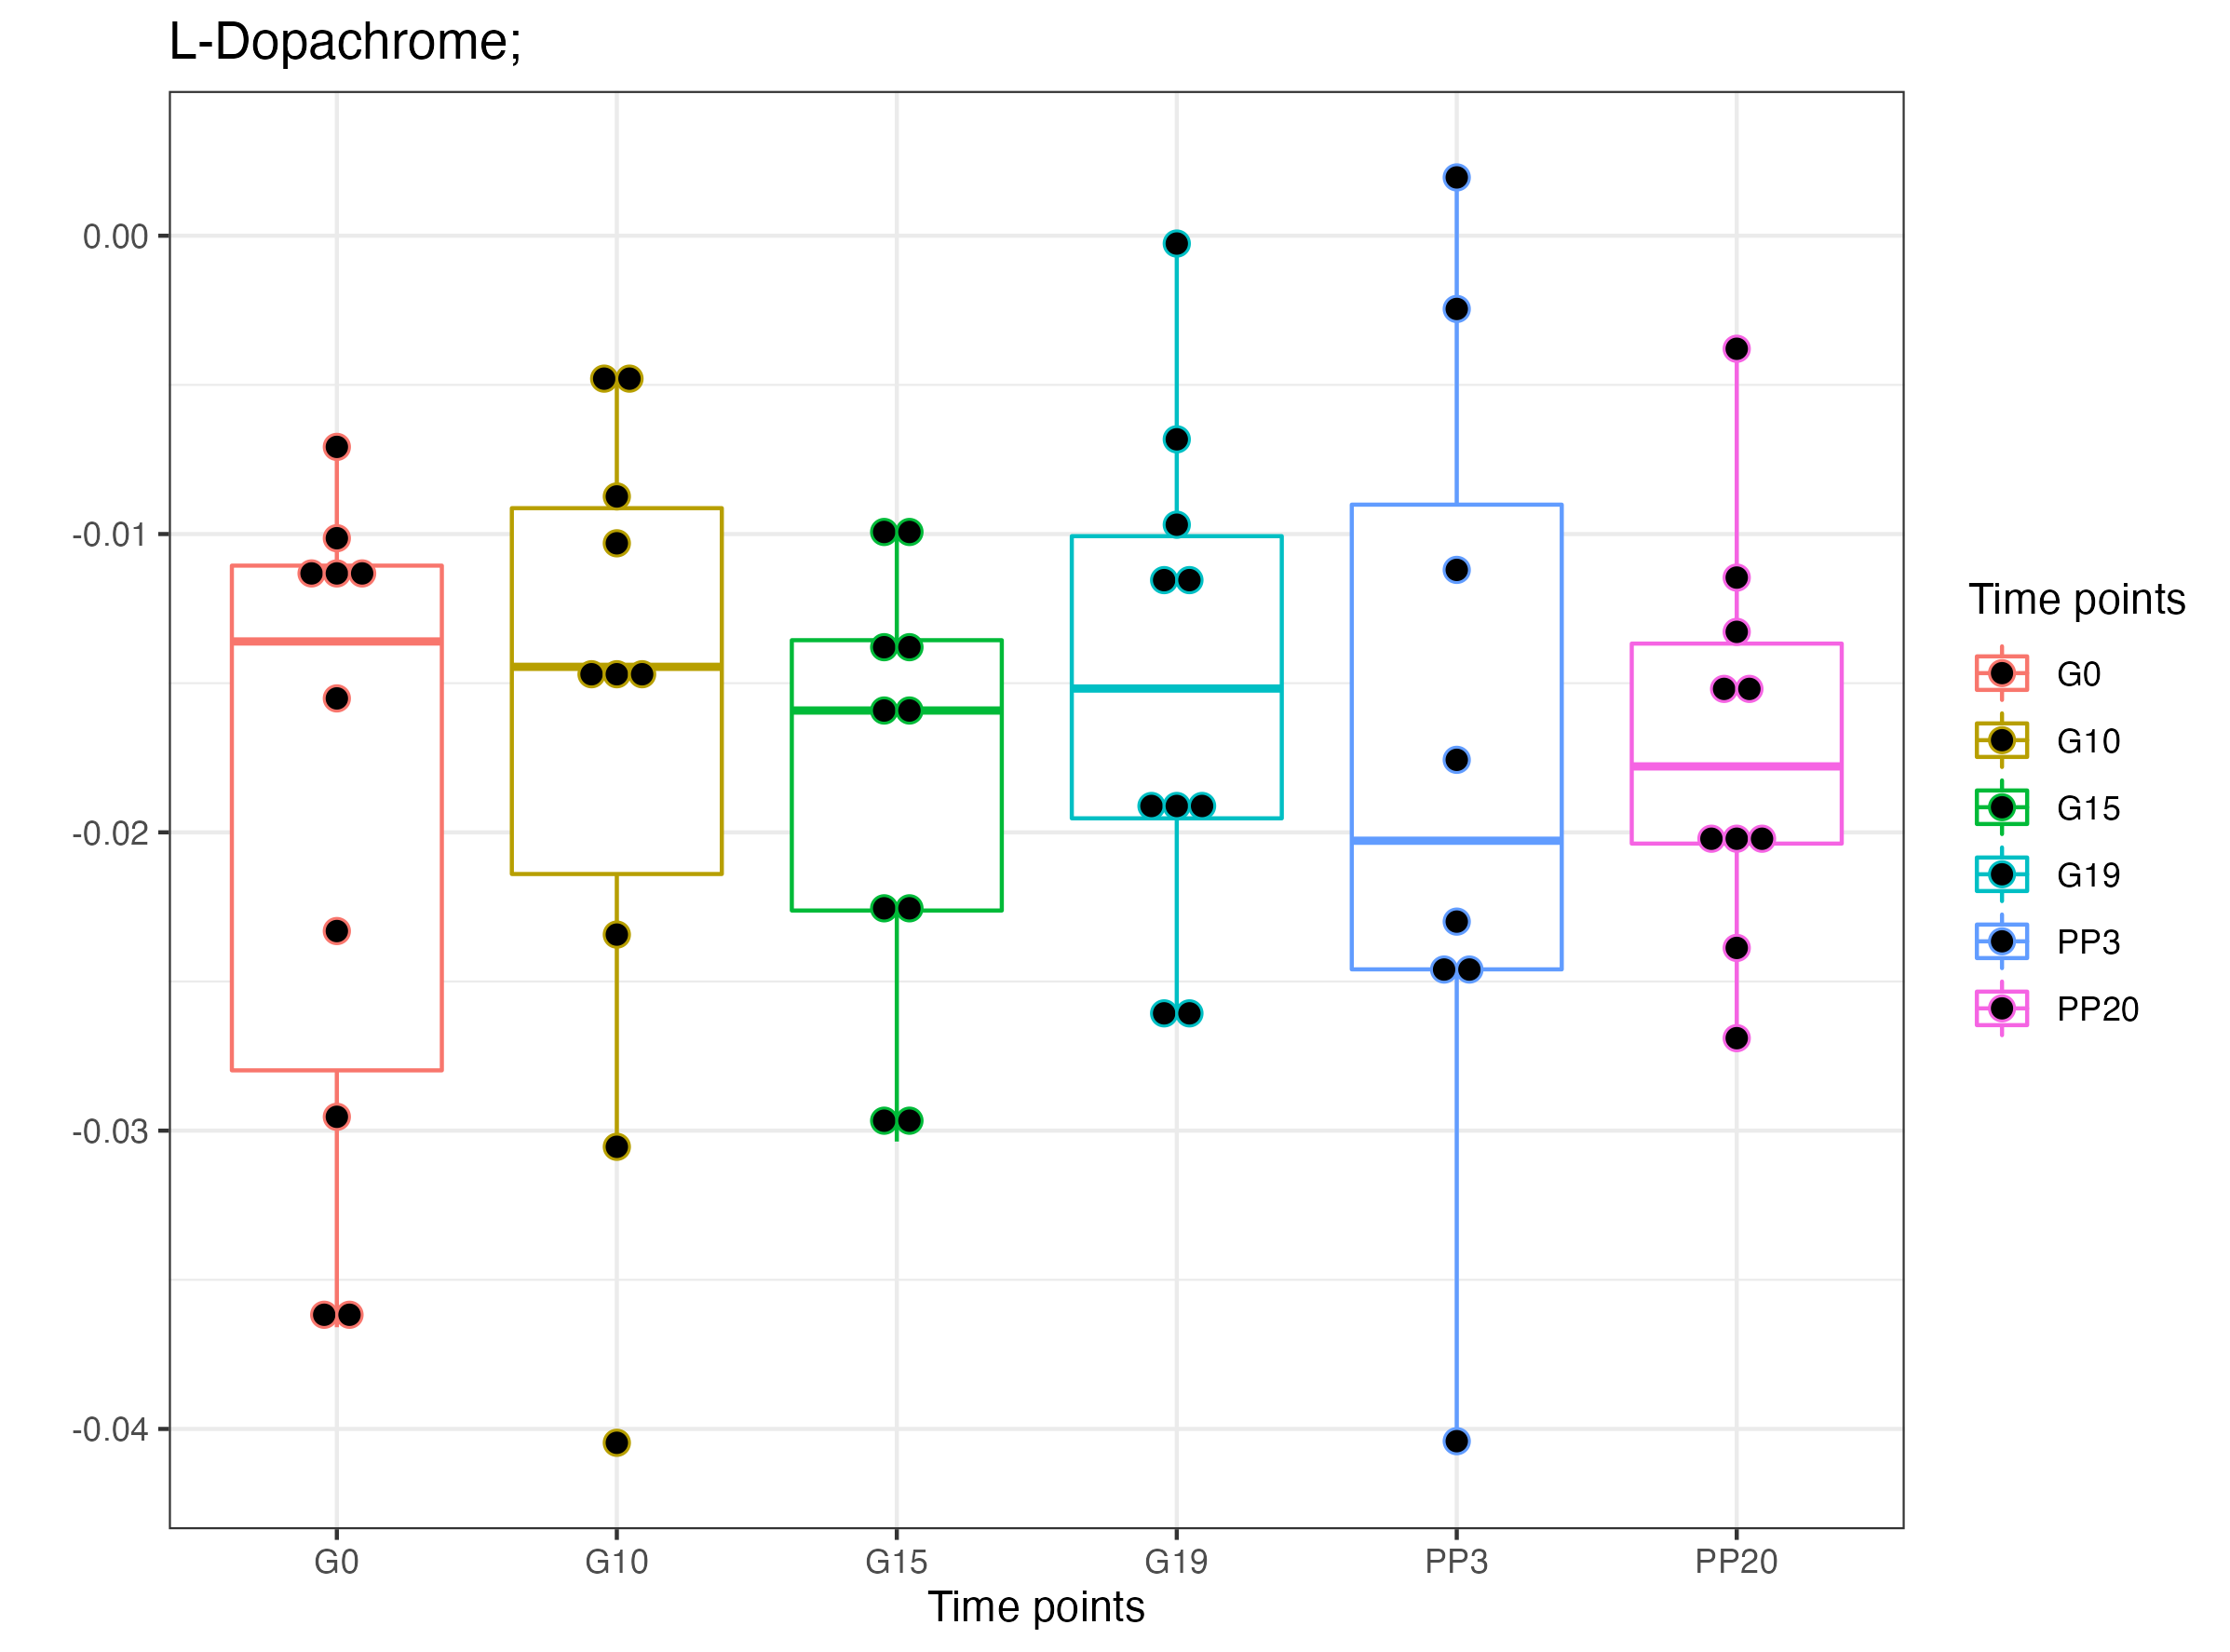 L-Dopachrome;
0.00
-0.01
-0.02
-0.03
-0.04
G0 G10 G15 G19 PP3 PP20
Time points
Time points
G0
G10
G15
G19
PP3
PP20